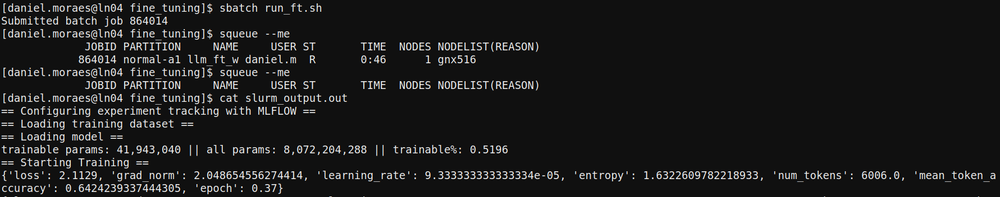 [daniel.moraes@ln04 fine_tuning]$ sbatch run_ft.sh
Submitted batch job 864014
[daniel.moraes@ln04 fine_tuning]$ squeue --me
JOBID PARTITION NAME USER ST TIME NODES NODELIST(REASON)
864014 normal-a1 llm_ft_w daniel.m R 0:46 1 gnx516
[daniel.moraes@ln04 fine_tuning]$ squeue --me
JOBID PARTITION NAME USER ST TIME NODES NODELIST(REASON)
[daniel.moraes@ln04 fine_tuning]$ cat slurm_output.out
== Configuring experiment tracking with MLFLOW ==
== Loading training dataset ==
== Loading model ==
trainable params: 41,943,040 || all params: 8,072,204,288 || trainable%: 0.5196
== Starting Training ==
{'loss': 2.1129, 'grad_norm': 2.048654556274414, 'learning_rate': 9.333333333333334e-05, 'entropy': 1.6322609782218933, 'num_tokens': 6006.0, 'mean_token_a
ccuracy': 0.6424239337444305, 'epoch': 0.37}